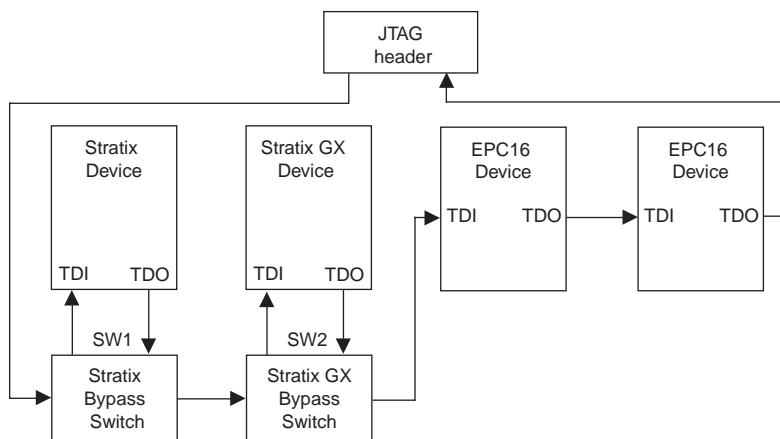 JTAG
header
Stratix
Device
TDI TDO
SW1
Stratix
Bypass
Switch
Stratix GX
Device
TDI TDO
SW2
Stratix GX
Bypass
Switch
EPC16
Device
TDI TDO
EPC16
Device
TDI TDO